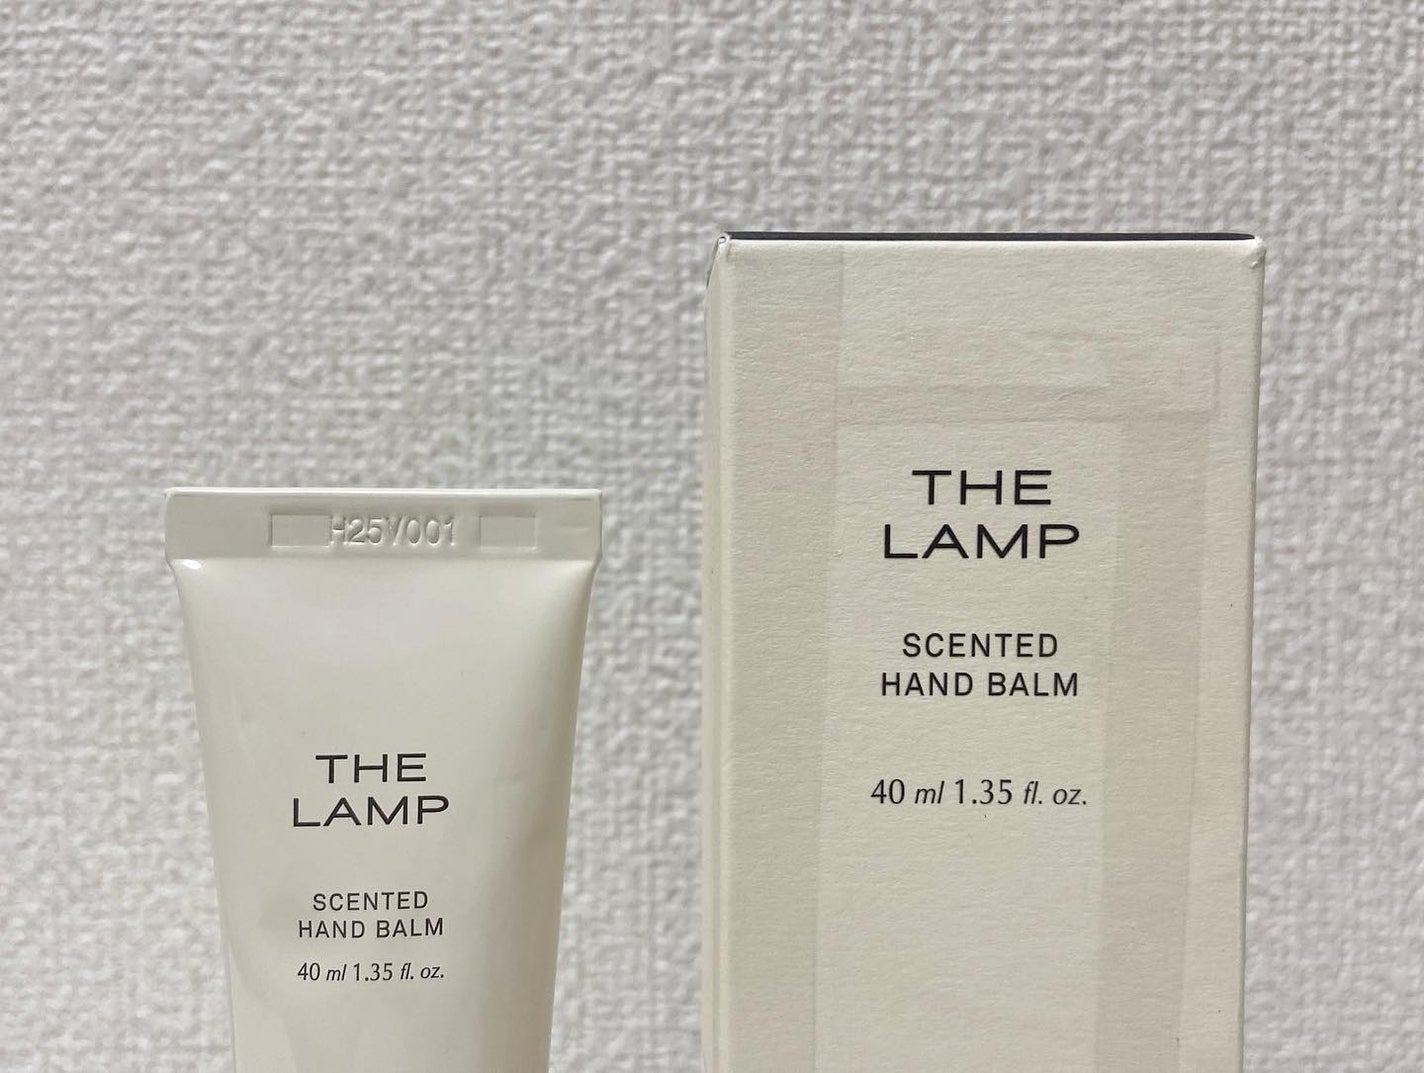 H25V001
THE
LAMP
SCENTED
HAND BALM
40 ml 1.35 fl. oz.
THE
LAMP
SCENTED
HAND BALM
40 ml 1.35 fl. oz.